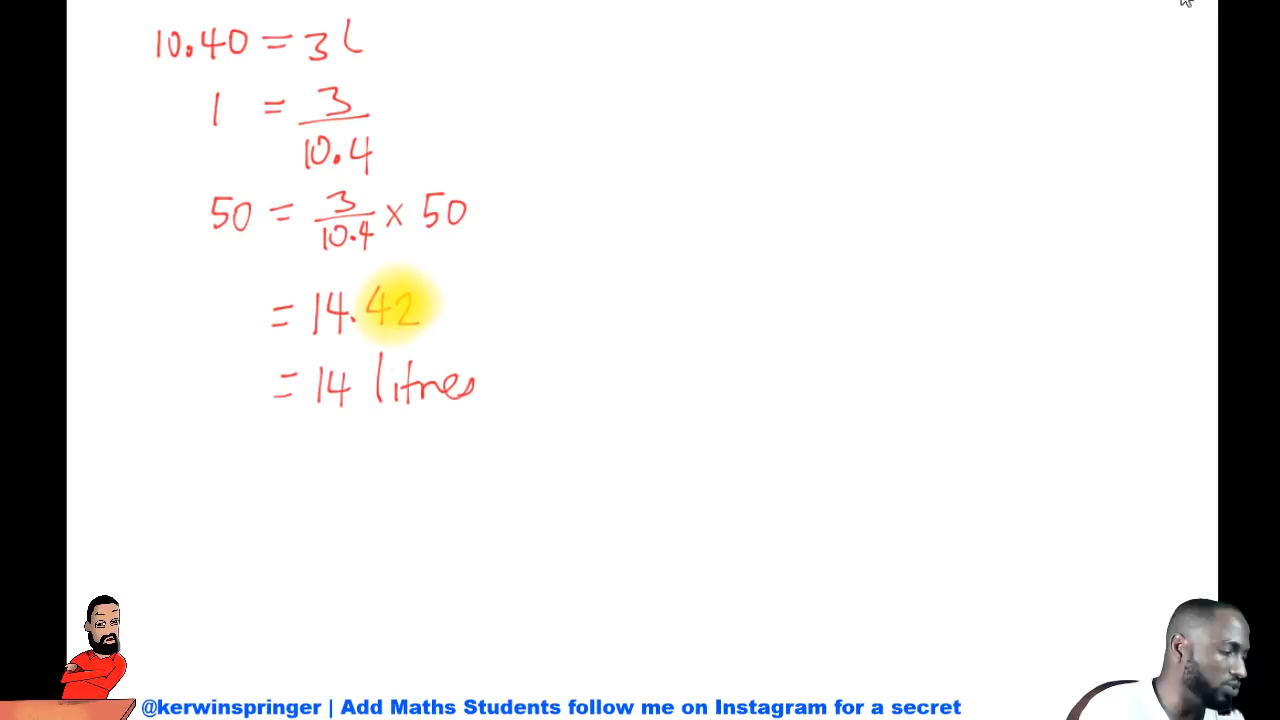 10.40 = 3 l
1 = 3/10.4
50 = 3/10.4 × 50
= 14.42
= 14 litres
@kerwinspringer | Add Maths Students follow me on Instagram for a secret